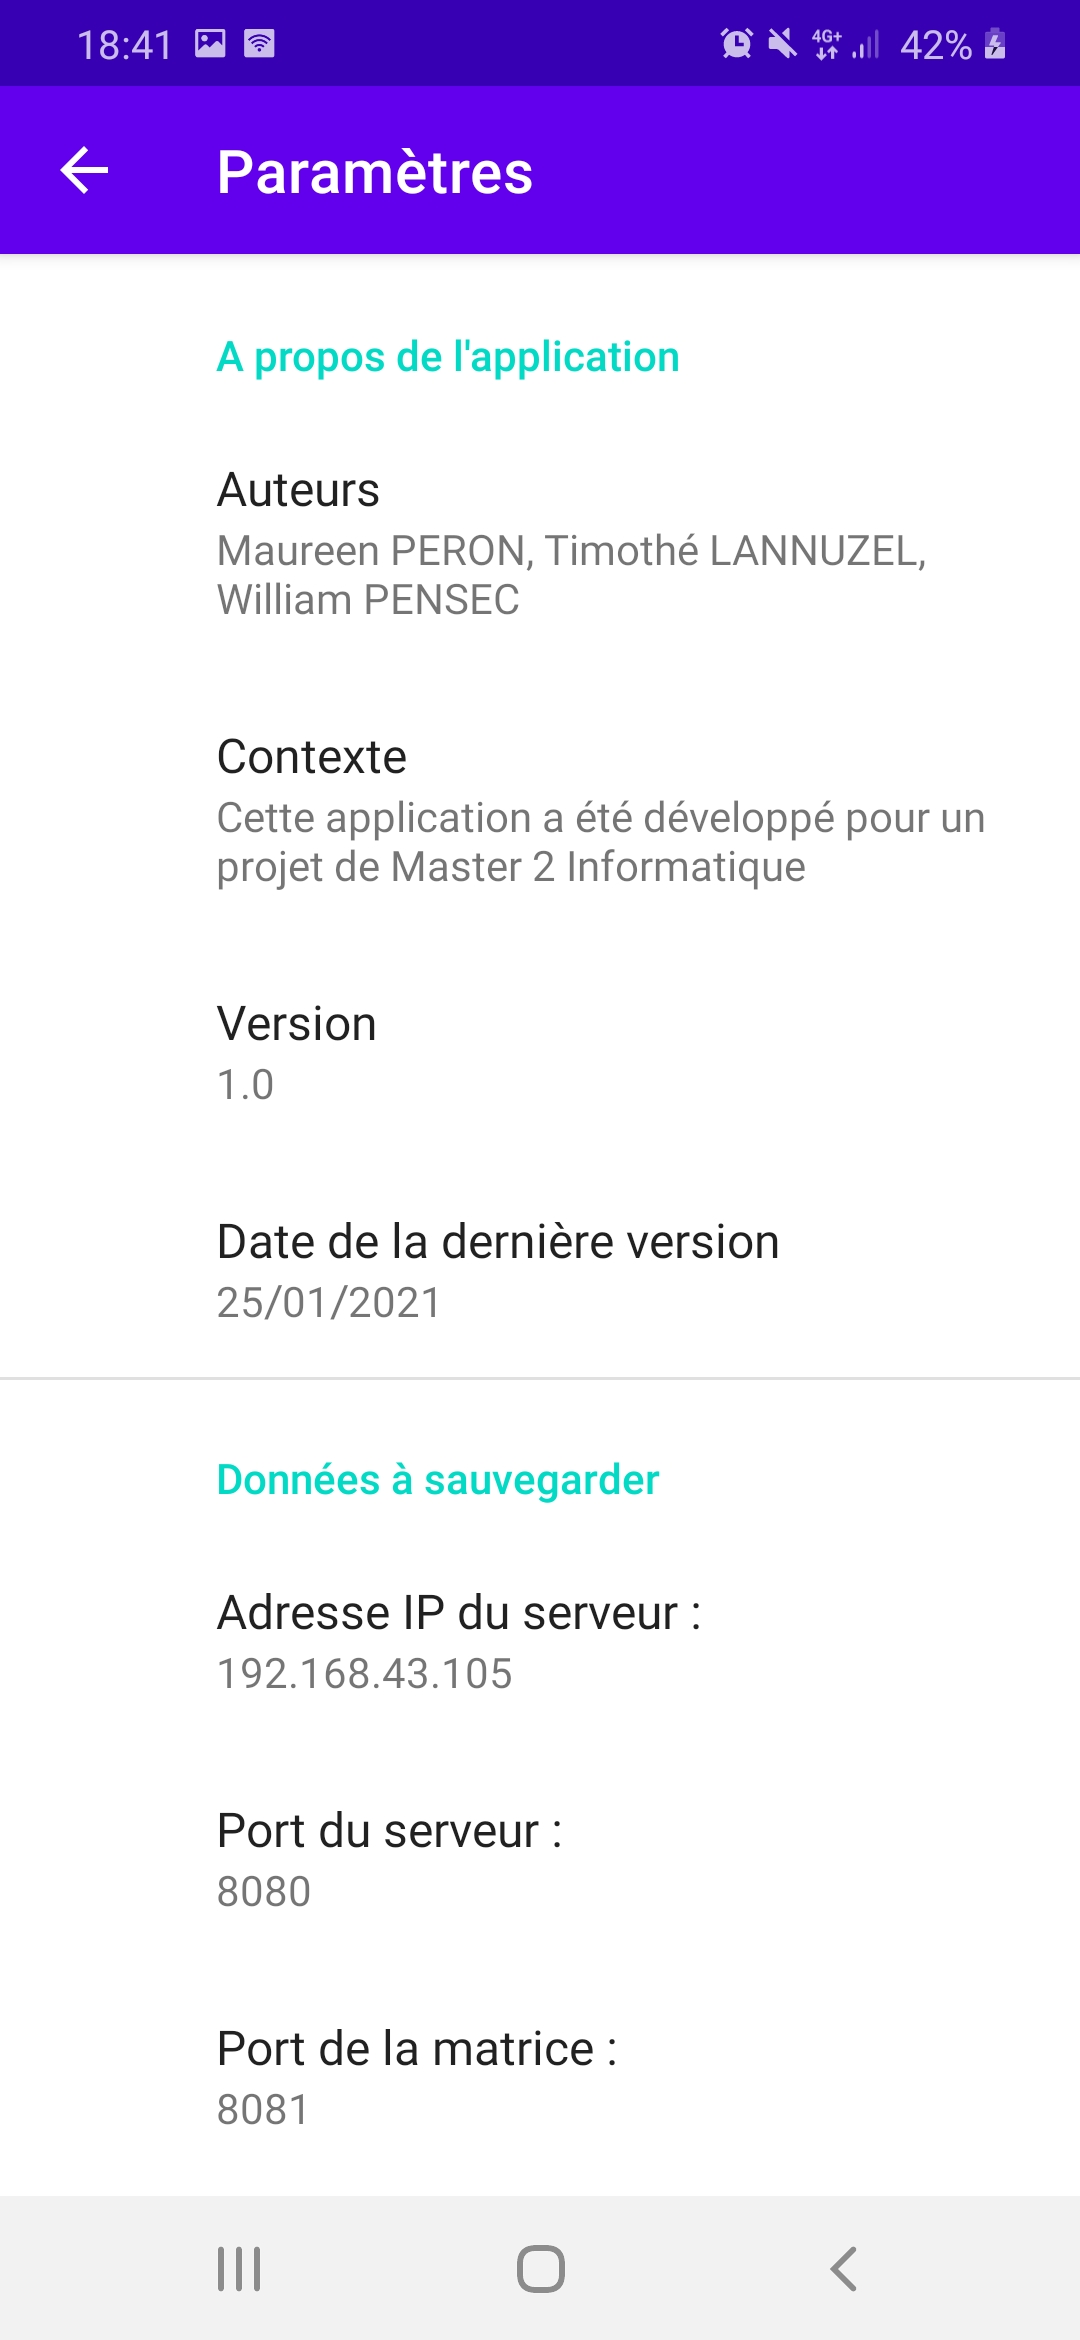 18:41 4G+ 42%
Paramètres
A propos de l'application
Auteurs
Maureen PERON, Timothé LANNUZEL,
William PENSEC
Contexte
Cette application a été développé pour un
projet de Master 2 Informatique
Version
1.0
Date de la dernière version
25/01/2021
Données à sauvegarder
Adresse IP du serveur :
192.168.43.105
Port du serveur :
8080
Port de la matrice :
8081